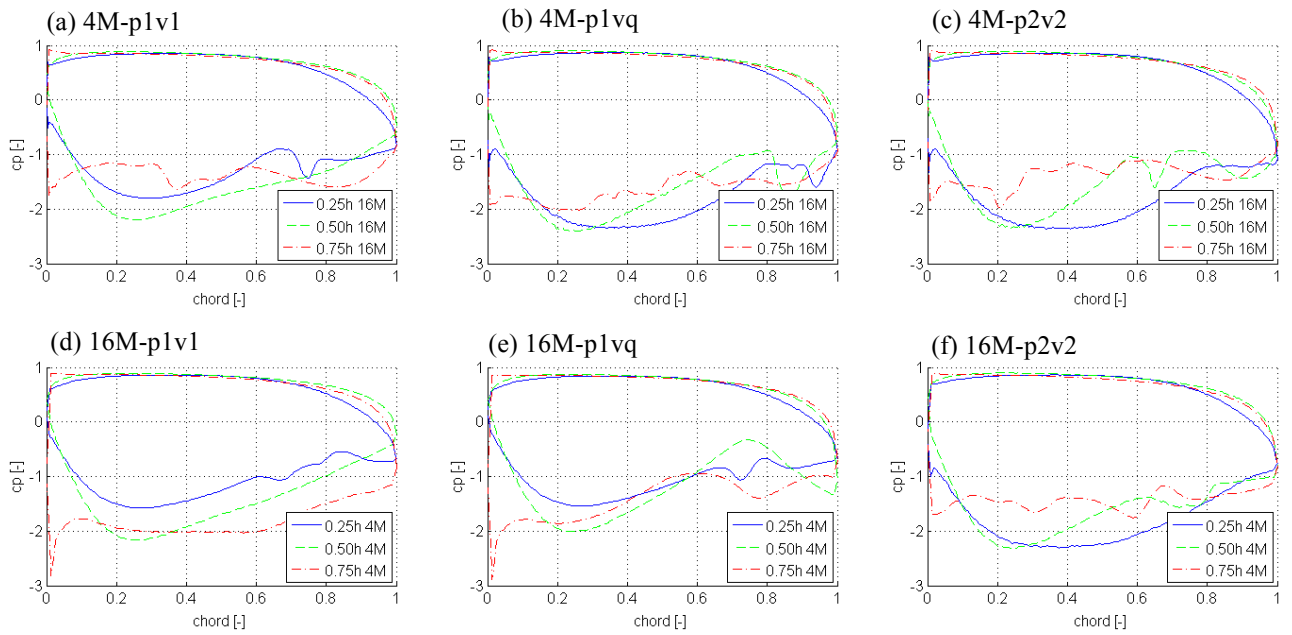 (a) 4M-p1v1
(b) 4M-p1vq
(c) 4M-p2v2
1
0
-1
-2
-3
cp [-]
0.25h 16M
0.50h 16M
0.75h 16M
0
0.2
0.4
0.6
0.8
1
chord [-]
1
0
-1
-2
-3
cp [-]
0.25h 16M
0.50h 16M
0.75h 16M
0
0.2
0.4
0.6
0.8
1
chord [-]
1
0
-1
-2
-3
cp [-]
0.25h 16M
0.50h 16M
0.75h 16M
0
0.2
0.4
0.6
0.8
1
chord [-]
(d) 16M-p1v1
(e) 16M-p1vq
(f) 16M-p2v2
1
0
-1
-2
-3
cp [-]
0.25h 4M
0.50h 4M
0.75h 4M
0
0.2
0.4
0.6
0.8
1
chord [-]
1
0
-1
-2
-3
cp [-]
0.25h 4M
0.50h 4M
0.75h 4M
0
0.2
0.4
0.6
0.8
1
chord [-]
1
0
-1
-2
-3
cp [-]
0.25h 4M
0.50h 4M
0.75h 4M
0
0.2
0.4
0.6
0.8
1
chord [-]